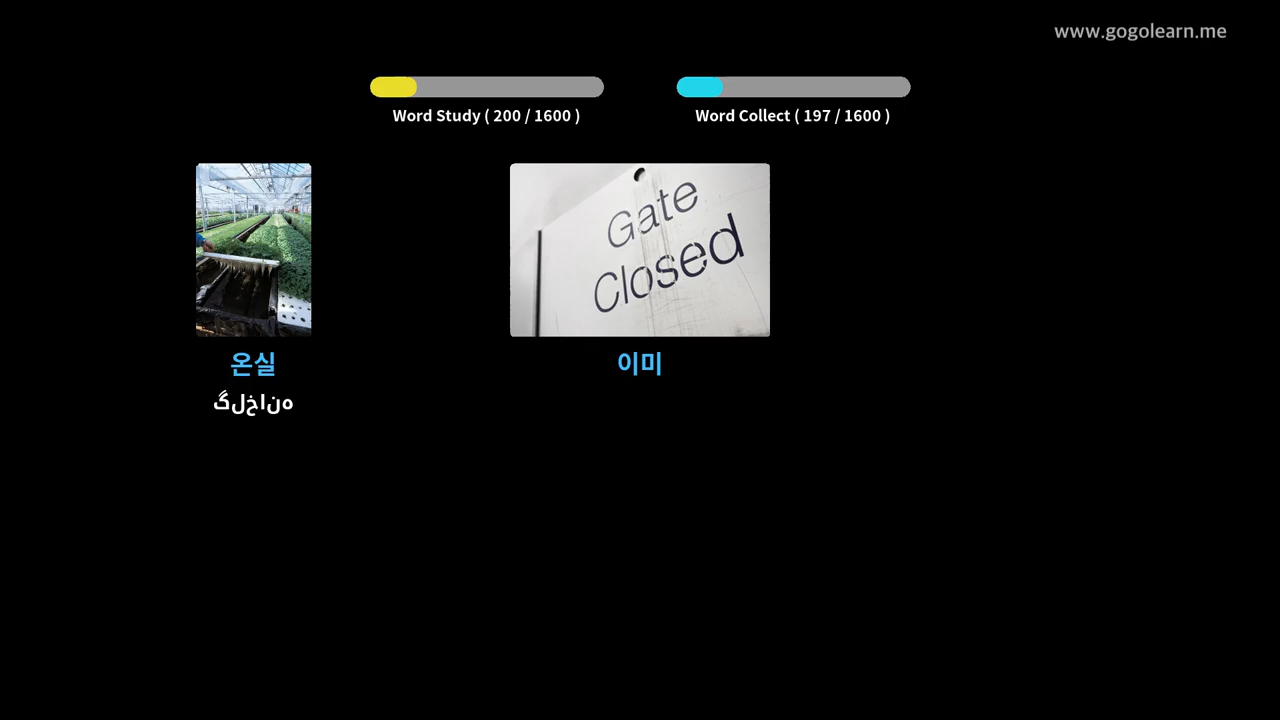 www.gogolearn.me
Word Study ( 200 / 1600 )
Word Collect ( 197 / 1600 )
Gate
Closed
온실
이미
گلخانه